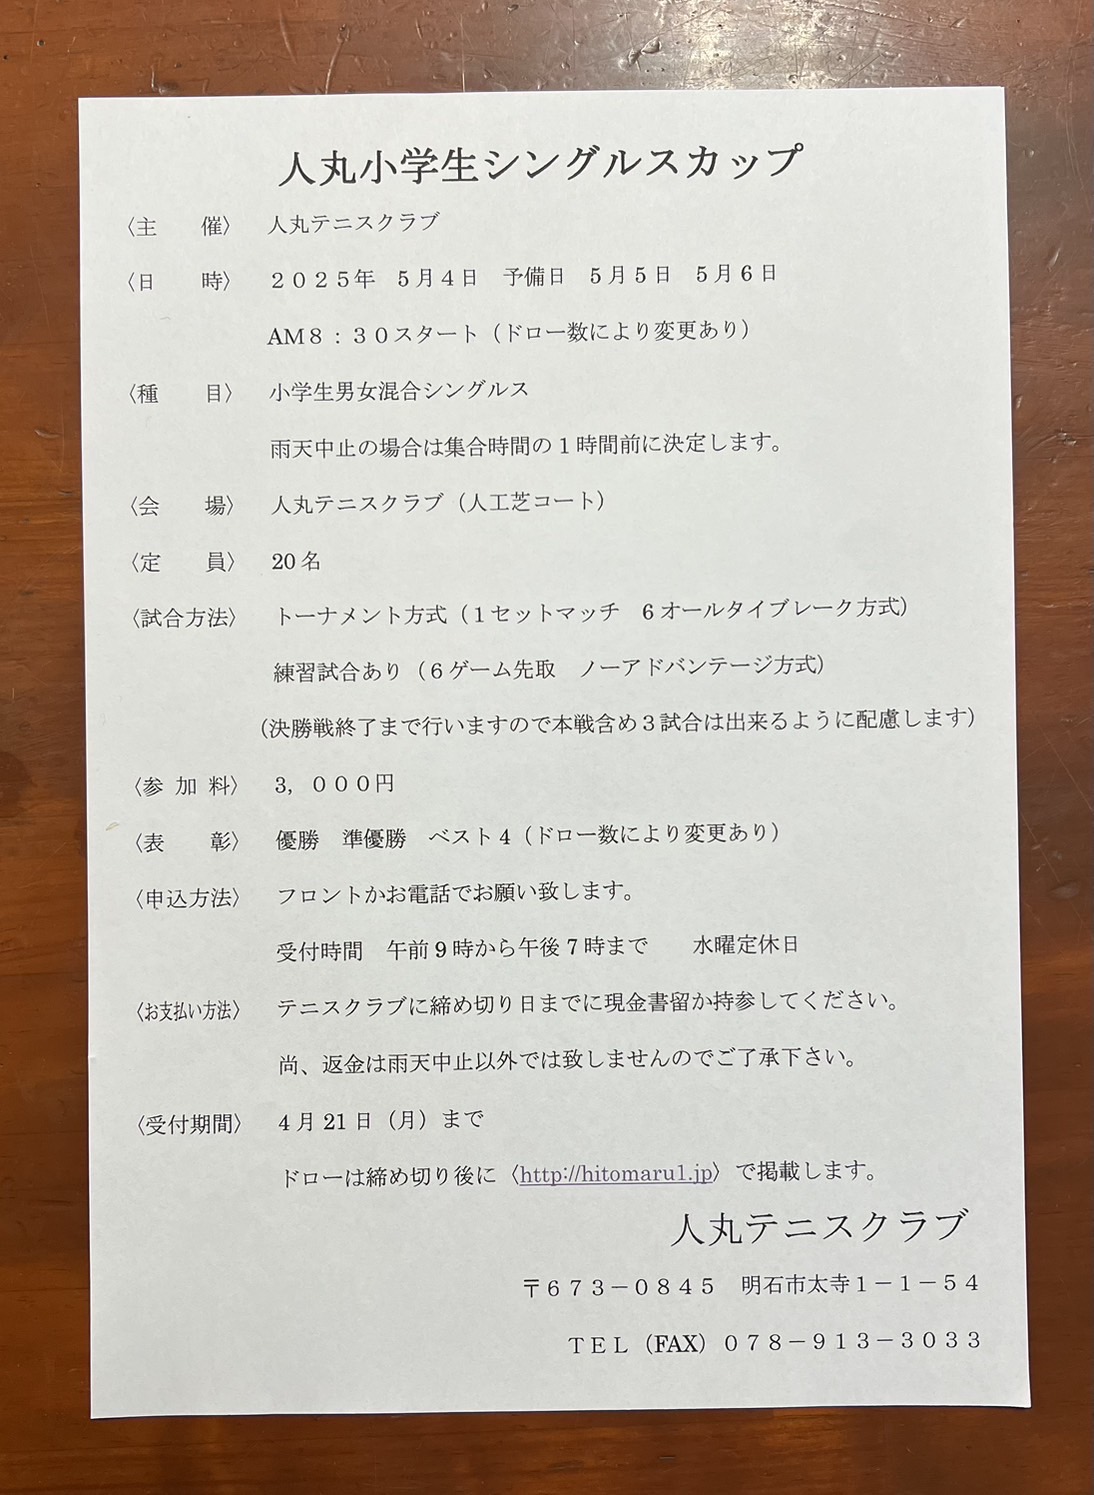 人丸小学生シングルスカップ
〈主　　催〉　人丸テニスクラブ
〈日　　時〉　２０２５年　５月４日　予備日　５月５日　５月６日
AM８：３０スタート（ドロー数により変更あり）
〈種　　目〉　小学生男女混合シングルス
雨天中止の場合は集合時間の１時間前に決定します。
〈会　　場〉　人丸テニスクラブ（人工芝コート）
〈定　　員〉　20 名
〈試合方法〉　トーナメント方式（１セットマッチ　６オールタイブレーク方式）
練習試合あり（６ゲーム先取　ノーアドバンテージ方式）
（決勝戦終了まで行いますので本戦含め３試合は出来るように配慮します）
〈参 加 料〉　3，０００円
〈表　　彰〉　優勝　準優勝　ベスト４（ドロー数により変更あり）
〈申込方法〉　フロントかお電話でお願い致します。
受付時間　午前９時から午後７時まで　　水曜定休日
〈お支払い方法〉　テニスクラブに締め切り日までに現金書留か持参してください。
尚、返金は雨天中止以外では致しませんのでご了承下さい。
〈受付期間〉　４月 21 日（月）まで
ドローは締め切り後に〈http://hitomaru1.jp〉で掲載します。
人丸テニスクラブ
〒６７３－０８４５　明石市太寺１－１－５４
ＴＥＬ（FAX）０７８－９１３－３０３３